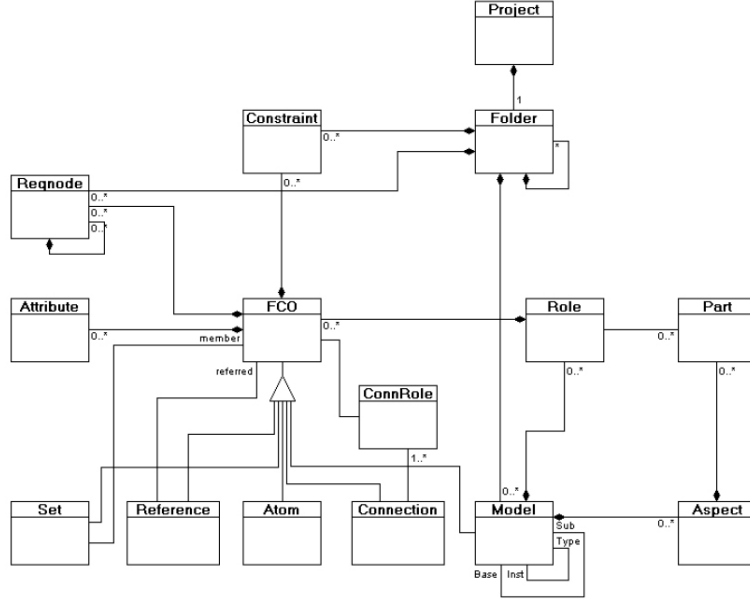 Project
1
Constraint
Folder
0..*
*
0..*
Reqnode
0..*
0..*
0..*
Attribute
FCO
Role
Part
0..*
0..*
member
0..*
referred
0..*
0..*
ConnRole
1..*
0..*
Set
Reference
Atom
Connection
Model
Aspect
Sub
0..*
Type
Base
Inst